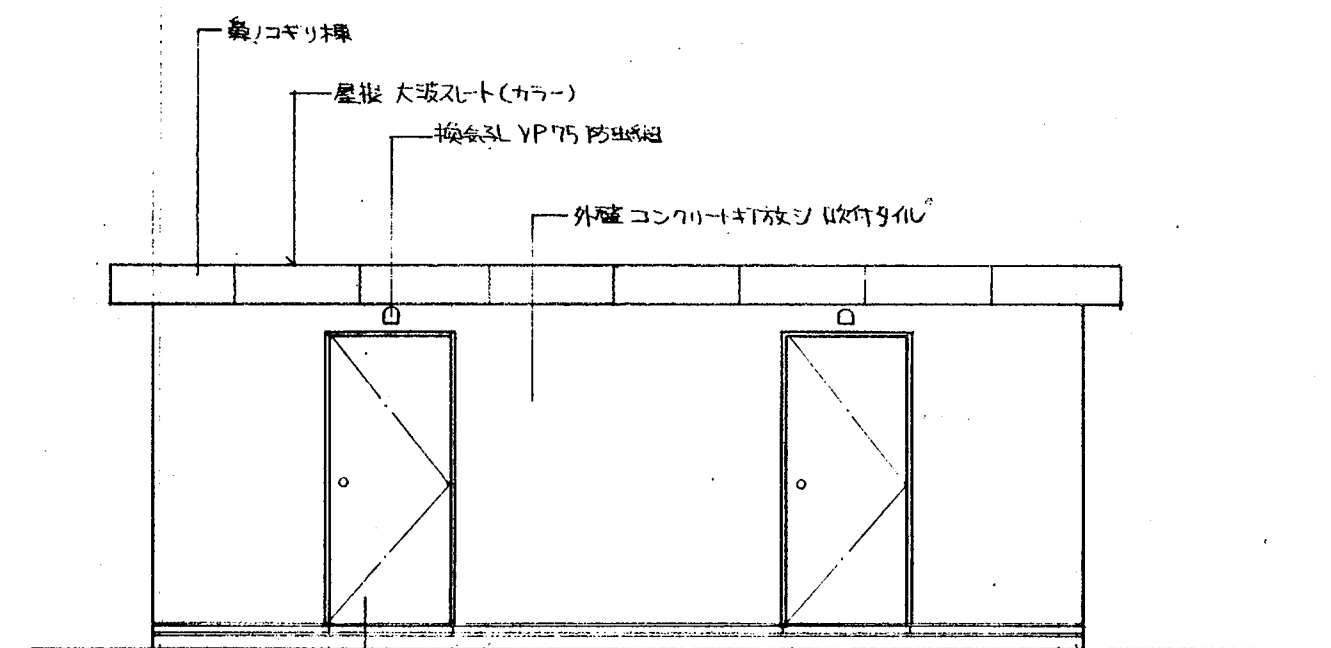 鼻ノコギリ棟
屋根 大波スレート(カラー)
換気孔 VP75 防虫網
外壁 コンクリート打放シ 吹付タイル